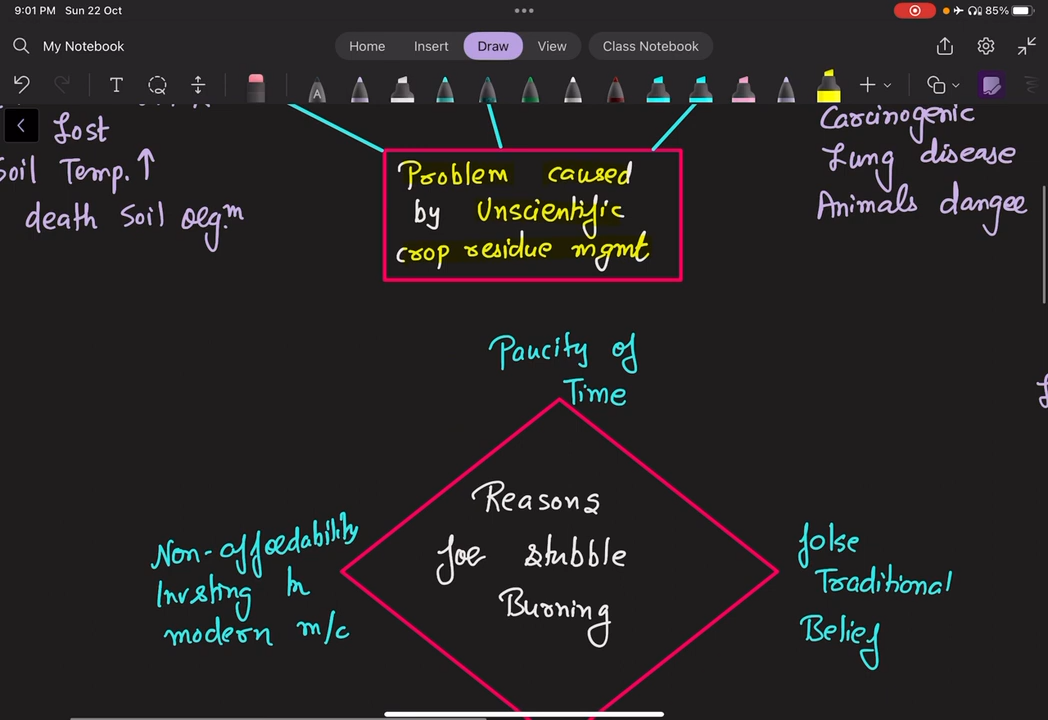 9:01 PM Sun 22 Oct
85%
My Notebook
Home Insert Draw View Class Notebook
T
A
Lost
Soil Temp. ↑
death Soil orgm
Carcinogenic
Lung disease
Animals danger
Problem caused
by Unscientific
crop residue mgmt
Paucity of
Time
Reasons
for stubble
Burning
Non-affordability
Invsting In
modern m/c
false
Traditional
Belief